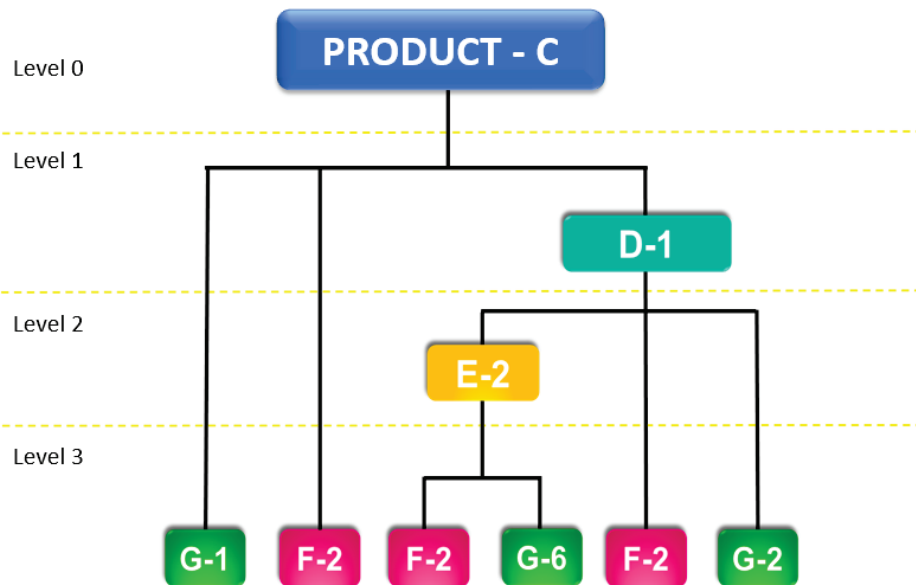 PRODUCT - C
Level 0
Level 1
D-1
Level 2
E-2
Level 3
G-1
F-2
F-2
G-6
F-2
G-2